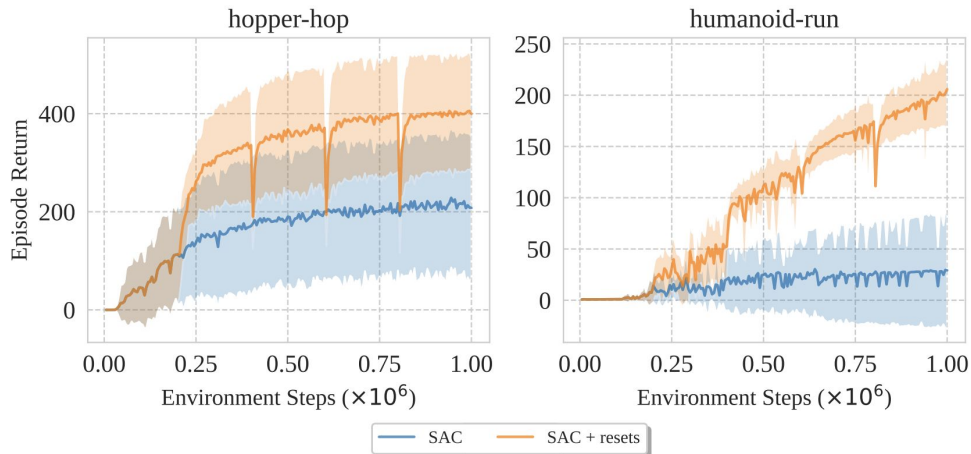 hopper-hop
humanoid-run
Episode Return
400
200
0
0.00 0.25 0.50 0.75 1.00
Environment Steps (×10⁶)
250
200
150
100
50
0
0.00 0.25 0.50 0.75 1.00
Environment Steps (×10⁶)
SAC
SAC + resets